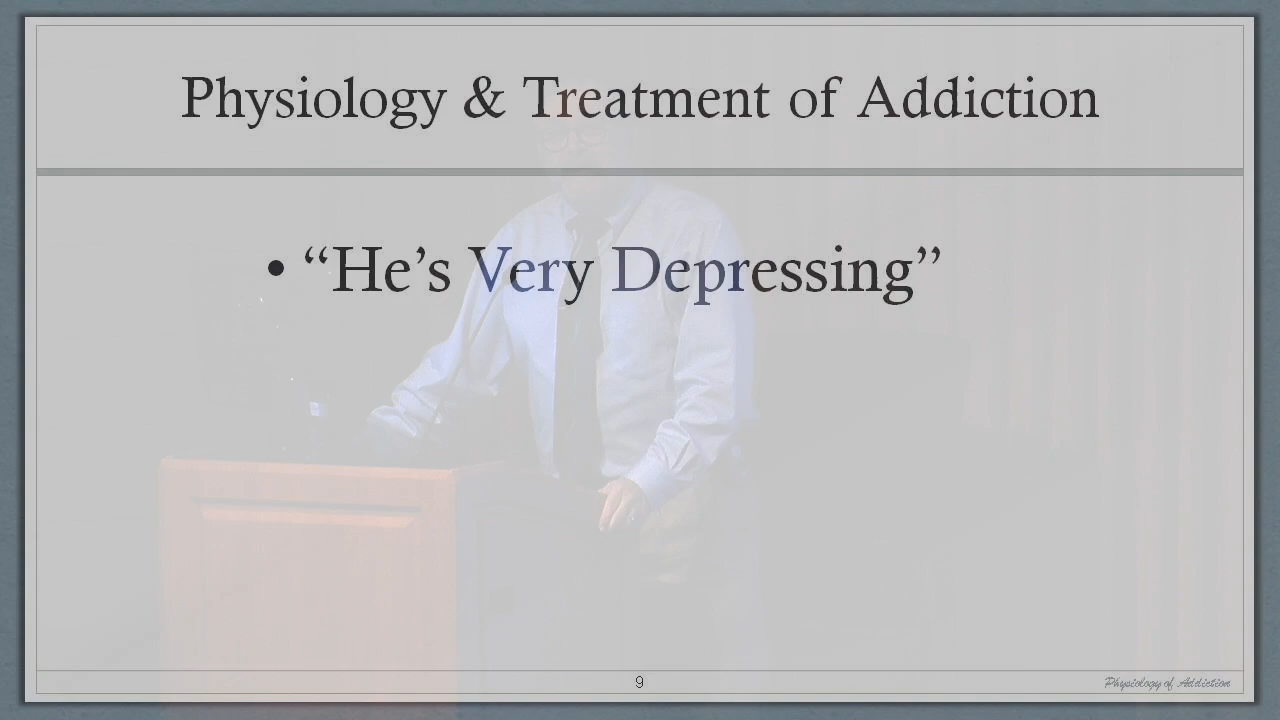 Physiology & Treatment of Addiction
• “He’s Very Depressing”
9
Physiology of Addiction